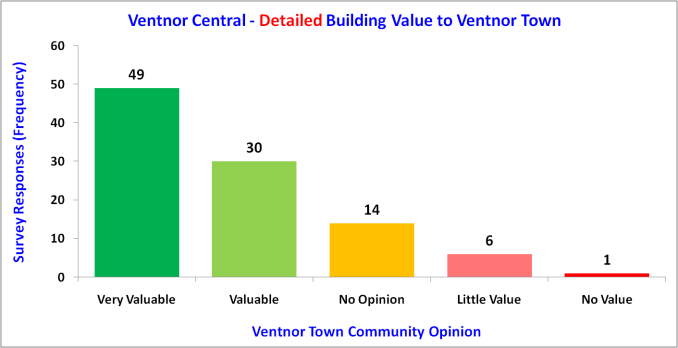 Ventnor Central - Detailed Building Value to Ventnor Town
Survey Responses (Frequency)
60
50
40
30
20
10
0
49
30
14
6
1
Very Valuable
Valuable
No Opinion
Little Value
No Value
Ventnor Town Community Opinion